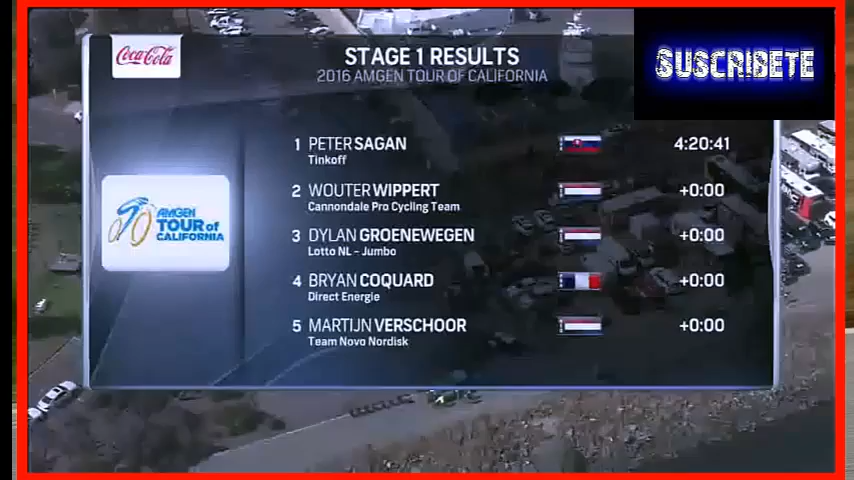 Coca-Cola
STAGE 1 RESULTS
2016 AMGEN TOUR OF CALIFORNIA
SUSCRIBETE
1 PETER SAGAN 4:20:41
Tinkoff
2 WOUTER WIPPERT +0:00
Cannondale Pro Cycling Team
3 DYLAN GROENEWEGEN +0:00
Lotto NL - Jumbo
4 BRYAN COQUARD +0:00
Direct Energie
5 MARTIJN VERSCHOOR +0:00
Team Novo Nordisk
AMGEN
TOUR of
CALIFORNIA